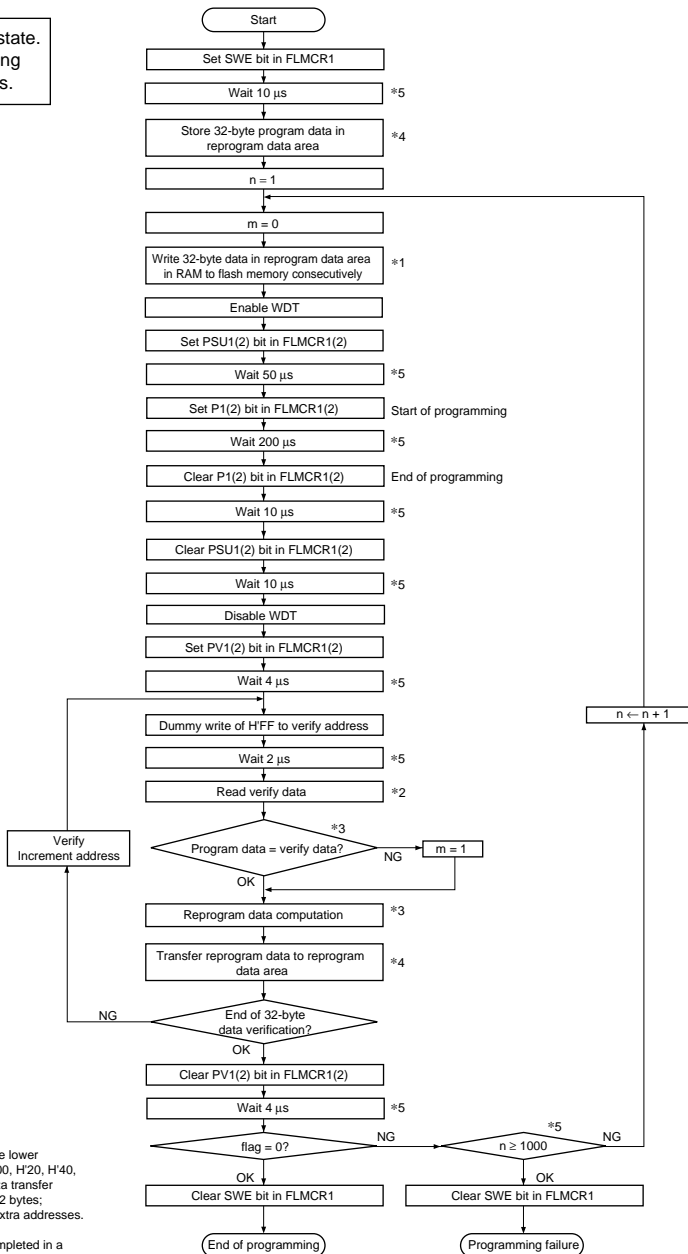 state.
ng
s.
Start
Set SWE bit in FLMCR1
Wait 10 μs
*5
Store 32-byte program data in
reprogram data area
*4
n = 1
m = 0
Write 32-byte data in reprogram data area
in RAM to flash memory consecutively
*1
Enable WDT
Set PSU1(2) bit in FLMCR1(2)
Wait 50 μs
*5
Set P1(2) bit in FLMCR1(2)
Start of programming
Wait 200 μs
*5
Clear P1(2) bit in FLMCR1(2)
End of programming
Wait 10 μs
*5
Clear PSU1(2) bit in FLMCR1(2)
Wait 10 μs
*5
Disable WDT
Set PV1(2) bit in FLMCR1(2)
Wait 4 μs
*5
Dummy write of H'FF to verify address
n ← n + 1
Wait 2 μs
*5
Read verify data
*2
*3
Program data = verify data?
NG
m = 1
OK
Verify
Increment address
Reprogram data computation
*3
Transfer reprogram data to reprogram
data area
*4
End of 32-byte
data verification?
NG
OK
Clear PV1(2) bit in FLMCR1(2)
Wait 4 μs
*5
flag = 0?
NG
*5
n ≥ 1000
NG
OK
OK
Clear SWE bit in FLMCR1
Clear SWE bit in FLMCR1
End of programming
Programming failure
e lower
00, H'20, H'40,
ta transfer
2 bytes;
xtra addresses.
mpleted in a